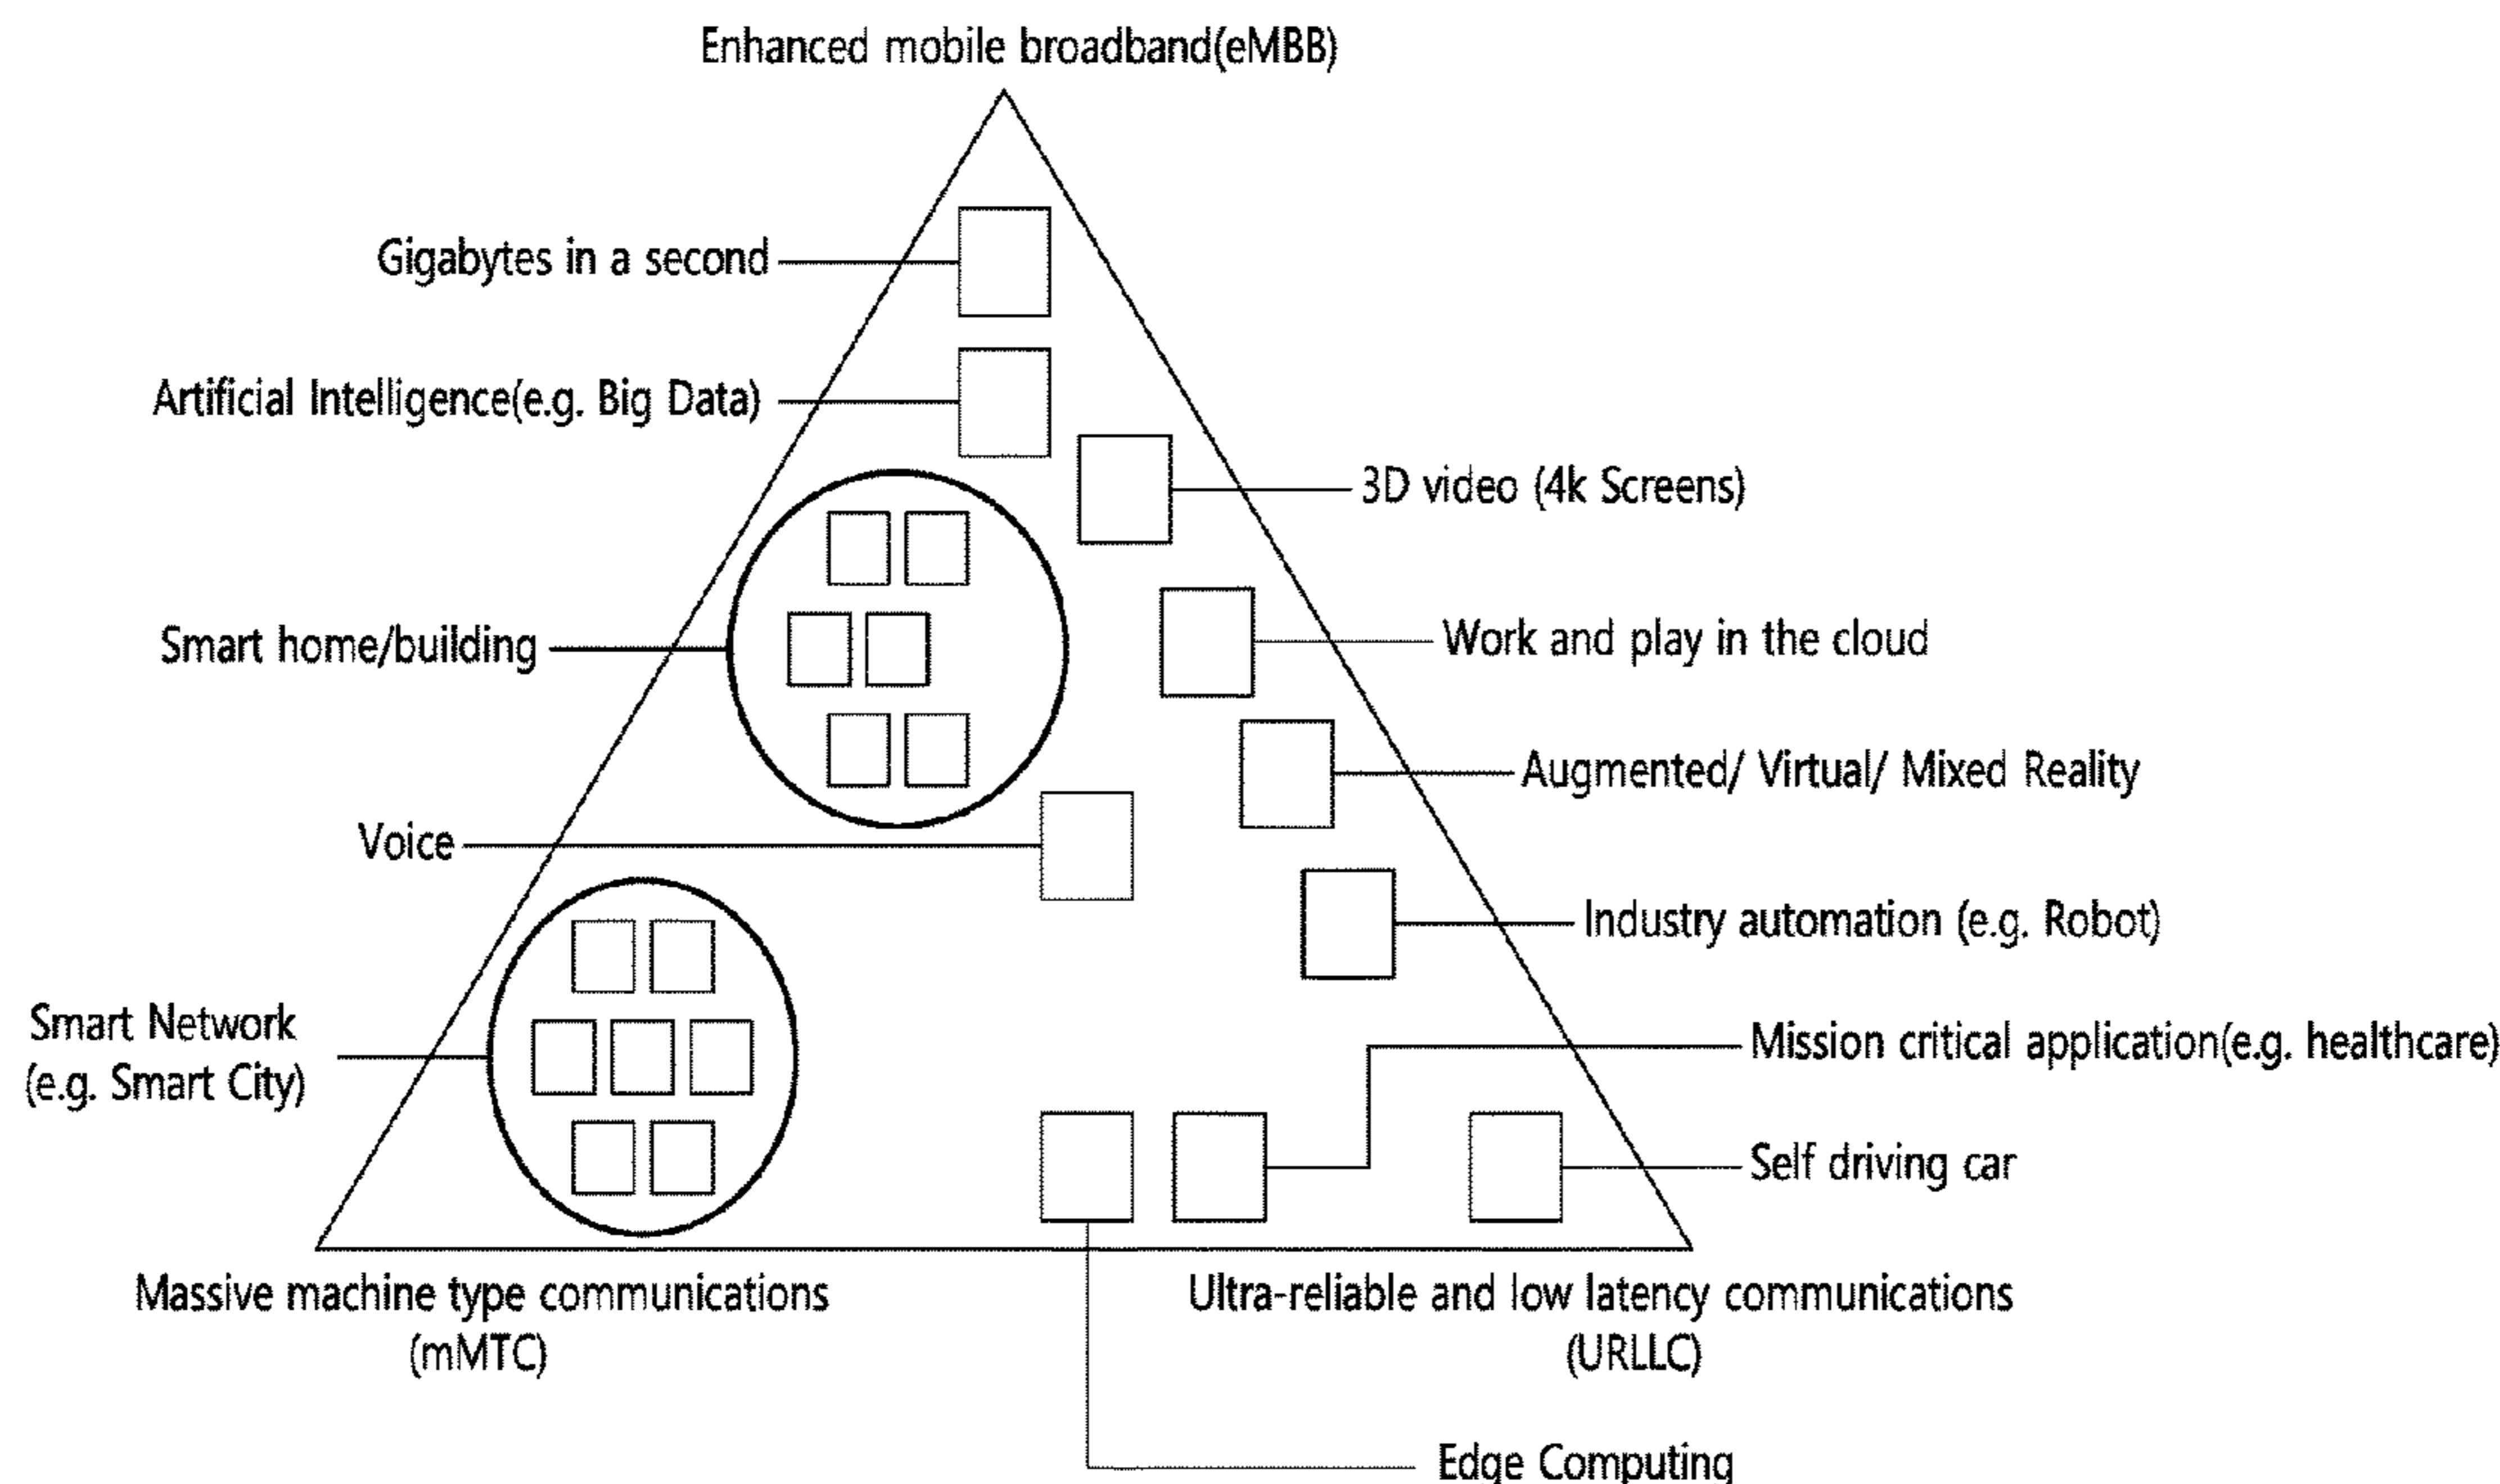 Enhanced mobile broadband(eMBB)
Gigabytes in a second
Artificial Intelligence(e.g. Big Data)
3D video (4k Screens)
Smart home/building
Work and play in the cloud
Augmented/ Virtual/ Mixed Reality
Voice
Industry automation (e.g. Robot)
Smart Network
(e.g. Smart City)
Mission critical application(e.g. healthcare)
Self driving car
Massive machine type communications
(mMTC)
Ultra-reliable and low latency communications
(URLLC)
Edge Computing